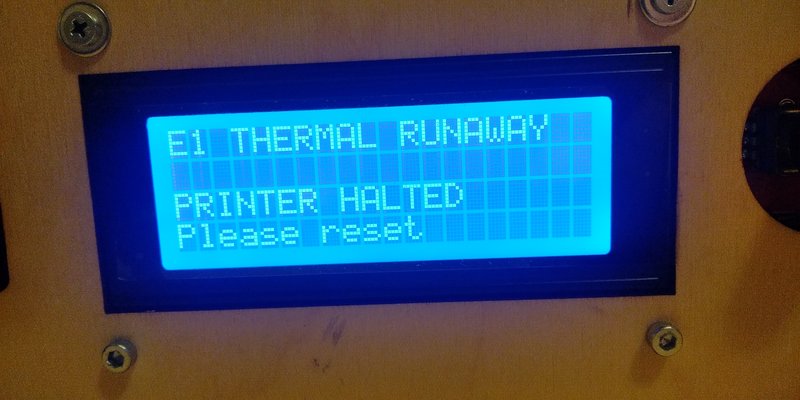 E1 THERMAL RUNAWAY
PRINTER HALTED
Please reset